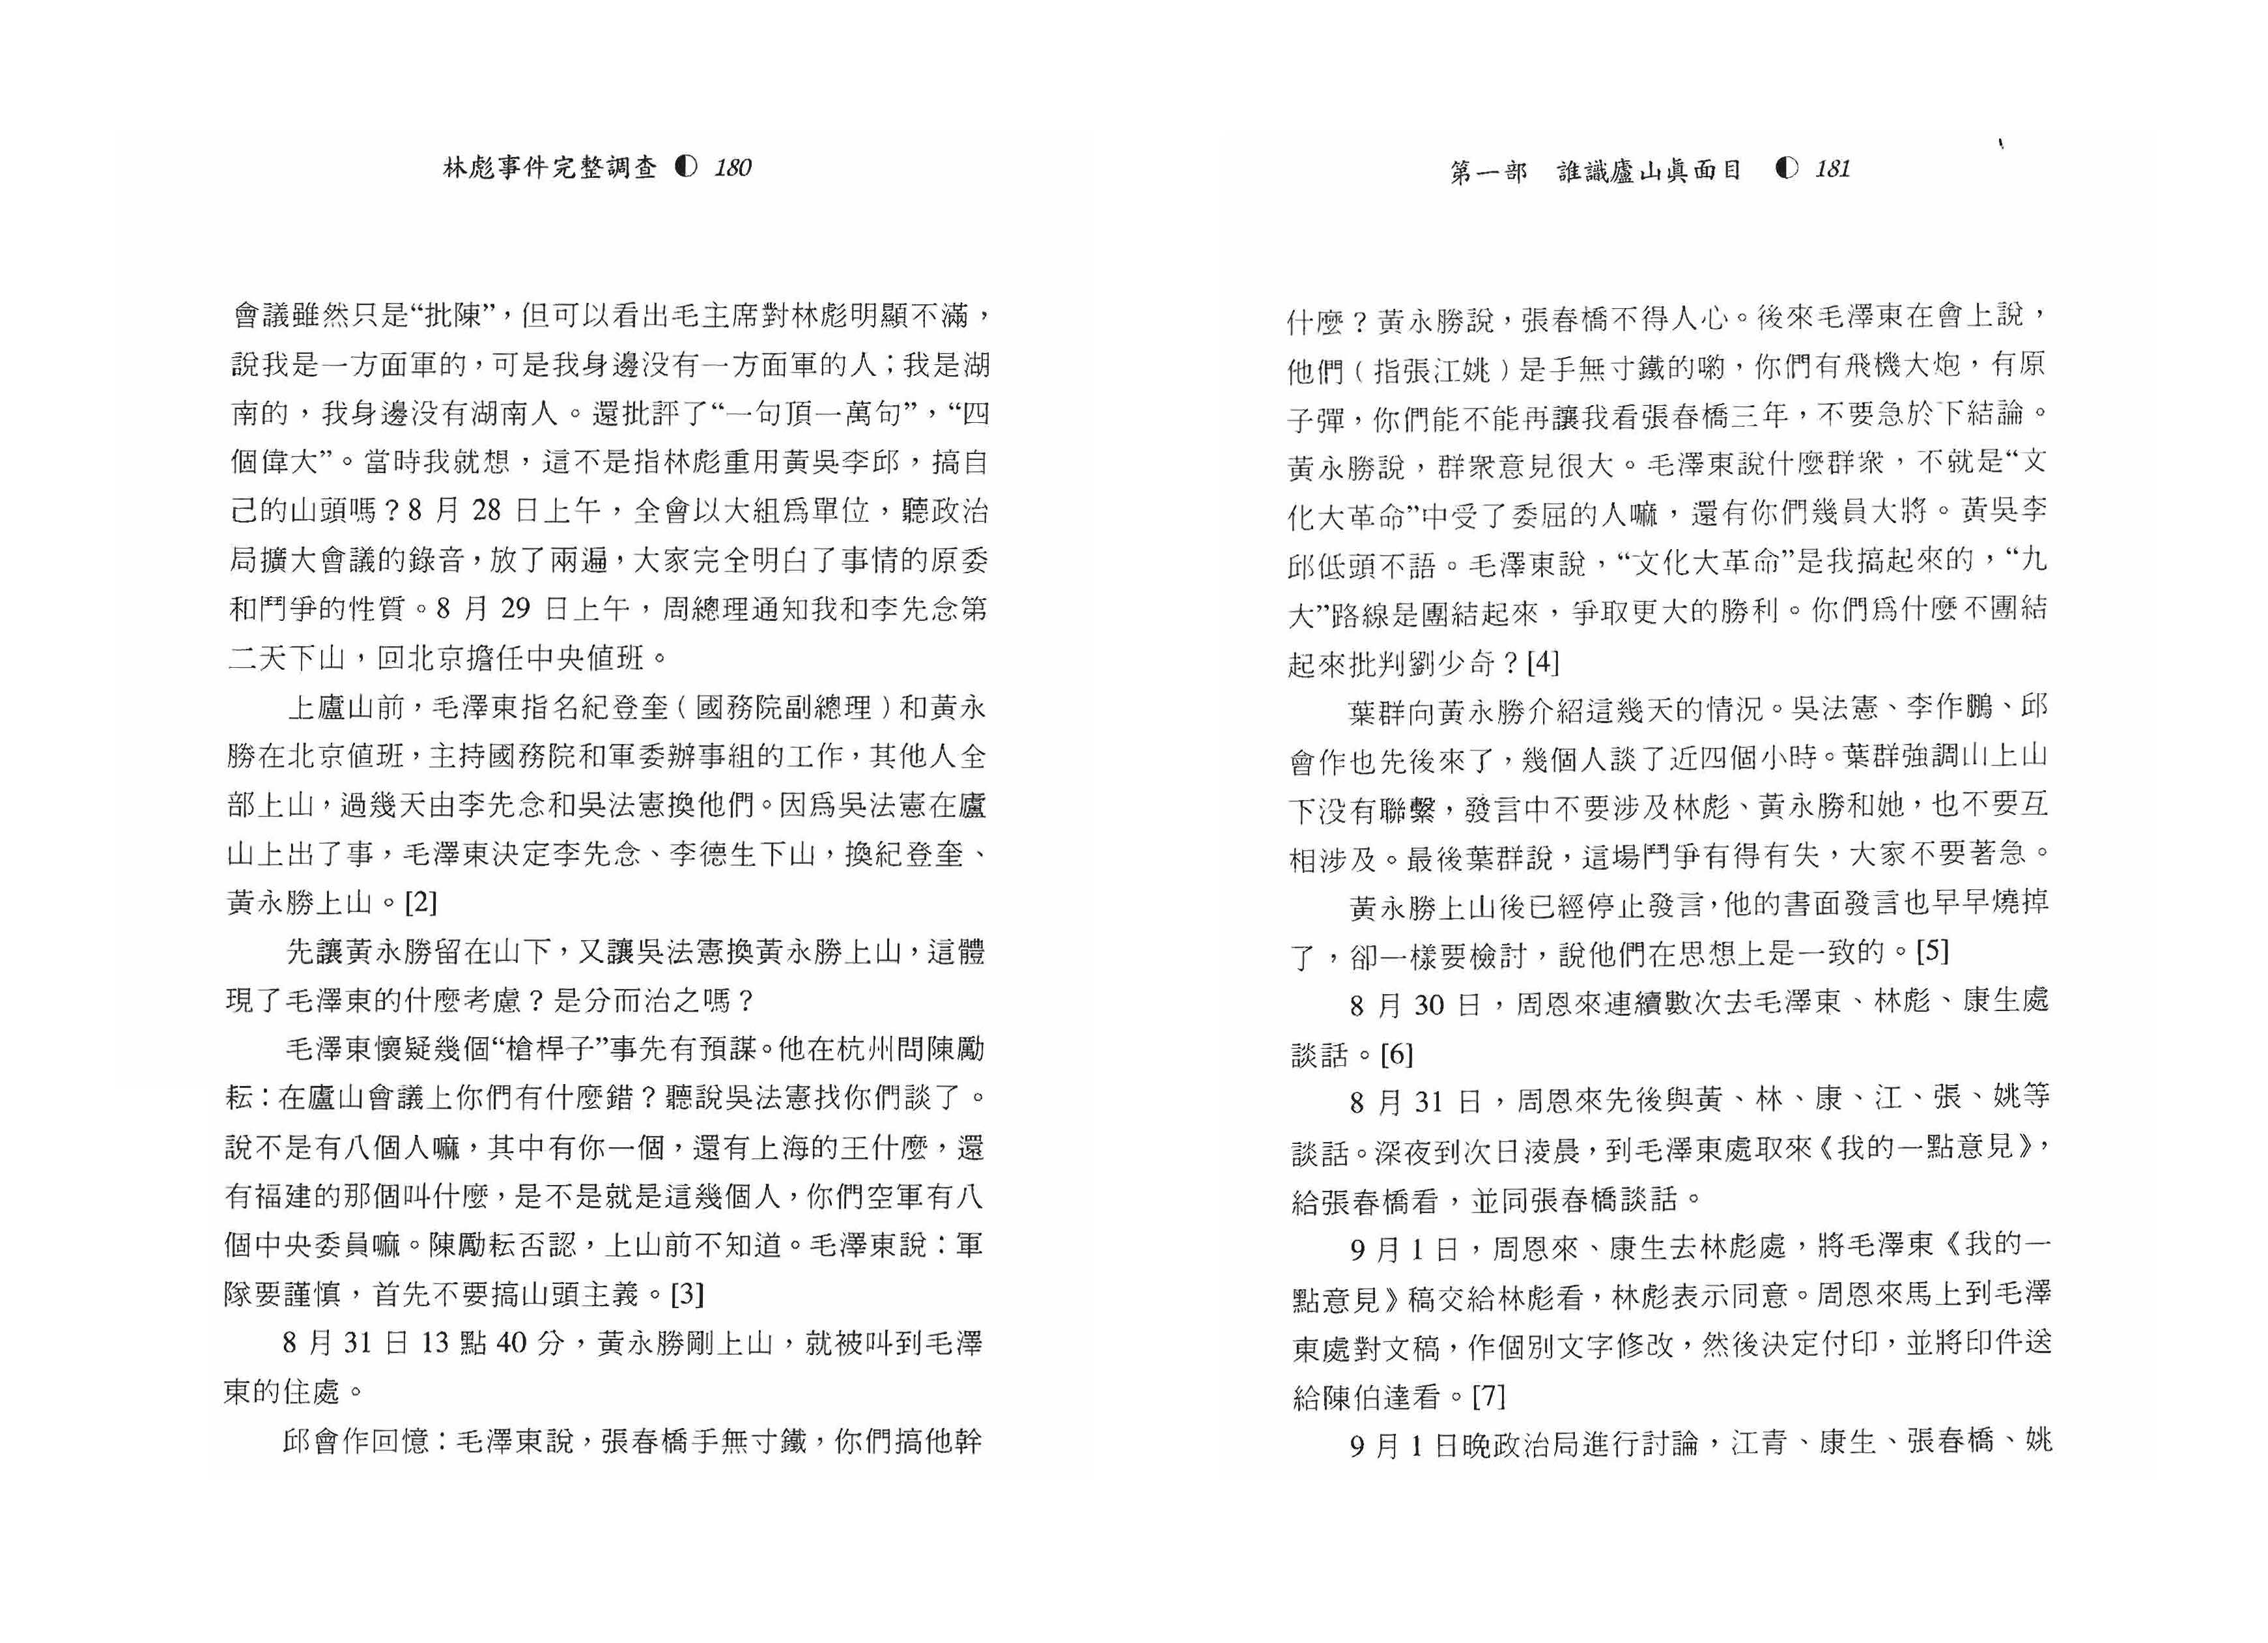 林彪事件完整調查 ◐ 180
會議雖然只是“批陳”，但可以看出毛主席對林彪明顯不滿，
說我是一方面軍的，可是我身邊没有一方面軍的人；我是湖
南的，我身邊没有湖南人。還批評了“一句頂一萬句”，“四
個偉大”。當時我就想，這不是指林彪重用黃吳李邱，搞自
己的山頭嗎？8 月 28 日上午，全會以大組爲單位，聽政治
局擴大會議的錄音，放了兩遍，大家完全明白了事情的原委
和鬥爭的性質。8 月 29 日上午，周總理通知我和李先念第
二天下山，回北京擔任中央値班。
上廬山前，毛澤東指名紀登奎（國務院副總理）和黃永
勝在北京値班，主持國務院和軍委辦事組的工作，其他人全
部上山，過幾天由李先念和吳法憲換他們。因爲吳法憲在廬
山上出了事，毛澤東決定李先念、李德生下山，換紀登奎、
黃永勝上山。[2]
先讓黃永勝留在山下，又讓吳法憲換黃永勝上山，這體
現了毛澤東的什麼考慮？是分而治之嗎？
毛澤東懷疑幾個“槍桿子”事先有預謀。他在杭州問陳勵
耘：在廬山會議上你們有什麼錯？聽說吳法憲找你們談了。
說不是有八個人嘛，其中有你一個，還有上海的王什麼，還
有福建的那個叫什麼，是不是就是這幾個人，你們空軍有八
個中央委員嘛。陳勵耘否認，上山前不知道。毛澤東說：軍
隊要謹慎，首先不要搞山頭主義。[3]
8 月 31 日 13 點 40 分，黃永勝剛上山，就被叫到毛澤
東的住處。
邱會作回憶：毛澤東說，張春橋手無寸鐵，你們搞他幹
第一部　誰識廬山眞面目 ◐ 181
什麼？黃永勝說，張春橋不得人心。後來毛澤東在會上說，
他們（指張江姚）是手無寸鐵的喲，你們有飛機大炮，有原
子彈，你們能不能再讓我看張春橋三年，不要急於下結論。
黃永勝說，群衆意見很大。毛澤東說什麼群衆，不就是“文
化大革命”中受了委屈的人嘛，還有你們幾員大將。黃吳李
邱低頭不語。毛澤東說，“文化大革命”是我搞起來的，“九
大”路線是團結起來，爭取更大的勝利。你們爲什麼不團結
起來批判劉少奇？[4]
葉群向黃永勝介紹這幾天的情況。吳法憲、李作鵬、邱
會作也先後來了，幾個人談了近四個小時。葉群強調山上山
下没有聯繫，發言中不要涉及林彪、黃永勝和她，也不要互
相涉及。最後葉群說，這場鬥爭有得有失，大家不要著急。
黃永勝上山後已經停止發言，他的書面發言也早早燒掉
了，卻一樣要檢討，說他們在思想上是一致的。[5]
8 月 30 日，周恩來連續數次去毛澤東、林彪、康生處
談話。[6]
8 月 31 日，周恩來先後與黃、林、康、江、張、姚等
談話。深夜到次日淩晨，到毛澤東處取來《我的一點意見》，
給張春橋看，並同張春橋談話。
9 月 1 日，周恩來、康生去林彪處，將毛澤東《我的一
點意見》稿交給林彪看，林彪表示同意。周恩來馬上到毛澤
東處對文稿，作個別文字修改，然後決定付印，並將印件送
給陳伯達看。[7]
9 月 1 日晚政治局進行討論，江青、康生、張春橋、姚